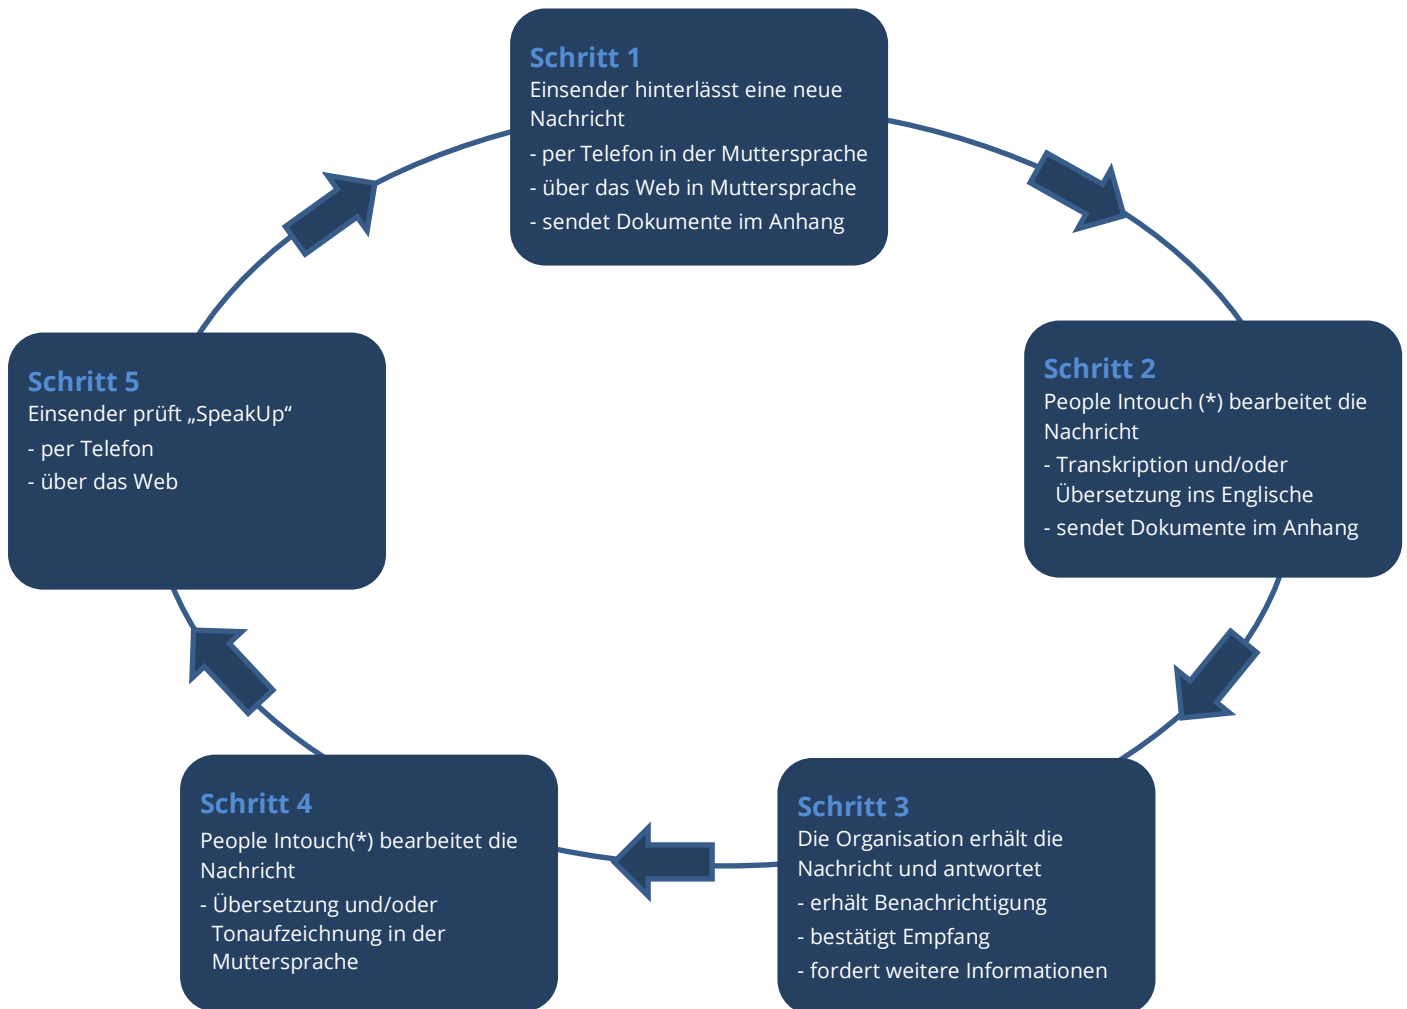 Schritt 1
Einsender hinterlässt eine neue
Nachricht
- per Telefon in der Muttersprache
- über das Web in Muttersprache
- sendet Dokumente im Anhang
Schritt 2
People Intouch (*) bearbeitet die
Nachricht
- Transkription und/oder
Übersetzung ins Englische
- sendet Dokumente im Anhang
Schritt 3
Die Organisation erhält die
Nachricht und antwortet
- erhält Benachrichtigung
- bestätigt Empfang
- fordert weitere Informationen
Schritt 4
People Intouch(*) bearbeitet die
Nachricht
- Übersetzung und/oder
Tonaufzeichnung in der
Muttersprache
Schritt 5
Einsender prüft „SpeakUp“
- per Telefon
- über das Web